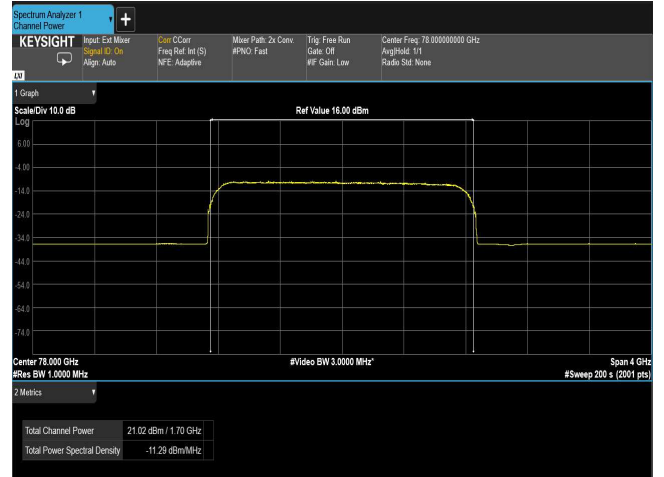 Spectrum Analyzer 1
Channel Power
+
KEYSIGHT
Input: Ext Mixer
Signal ID: On
Align: Auto
Corr CCorr
Freq Ref: Int (S)
NFE: Adaptive
Mixer Path: 2x Conv.
#PNO: Fast
Trig: Free Run
Gate: Off
#IF Gain: Low
Center Freq: 78.000000000 GHz
Avg|Hold: 1/1
Radio Std: None
LXI
1 Graph
Scale/Div 10.0 dB
Ref Value 16.00 dBm
Log
6.00
-4.00
-14.0
-24.0
-34.0
-44.0
-54.0
-64.0
-74.0
Center 78.000 GHz
#Video BW 3.0000 MHz*
Span 4 GHz
#Res BW 1.0000 MHz
#Sweep 200 s (2001 pts)
2 Metrics
Total Channel Power 21.02 dBm / 1.70 GHz
Total Power Spectral Density -11.29 dBm/MHz